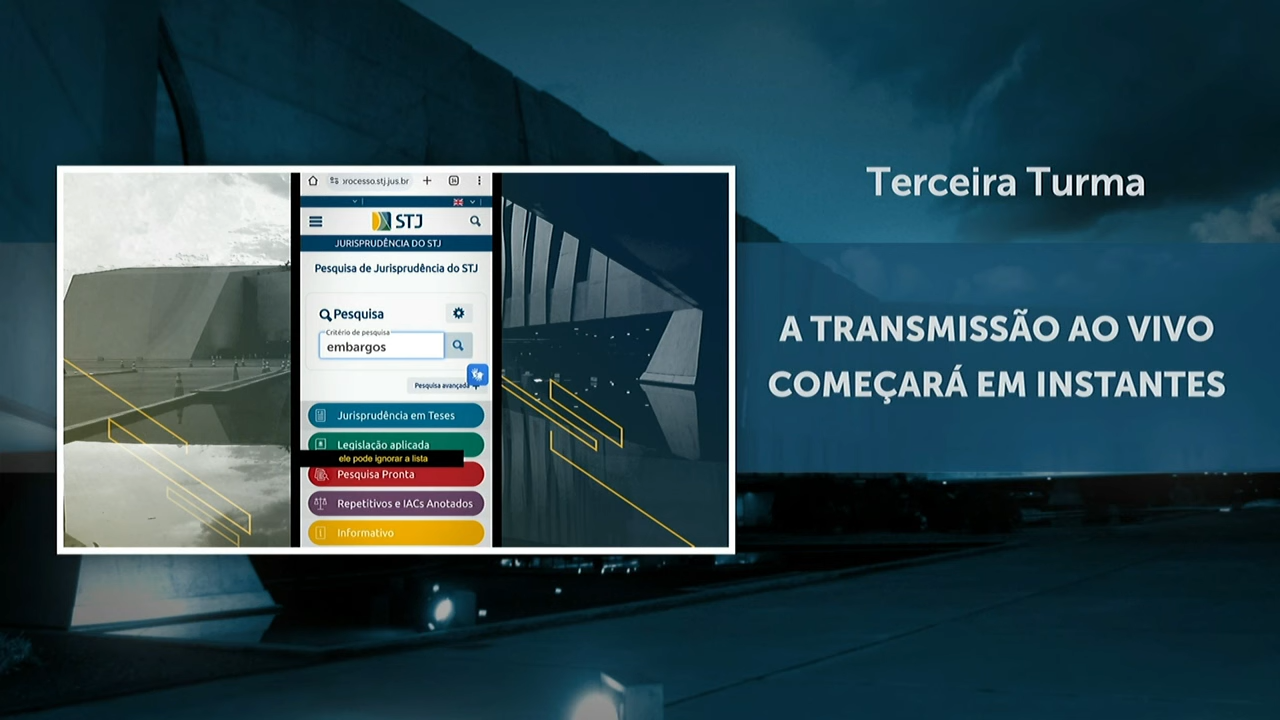 Terceira Turma
A TRANSMISSÃO AO VIVO
COMEÇARÁ EM INSTANTES
rocesso.stj.jus.br
STJ
JURISPRUDÊNCIA DO STJ
Pesquisa de Jurisprudência do STJ
Pesquisa
Critério de pesquisa
embargos
Pesquisa avançada
Jurisprudência em Teses
Legislação aplicada
ele pode ignorar a lista
Pesquisa Pronta
Repetitivos e IACs Anotados
Informativo